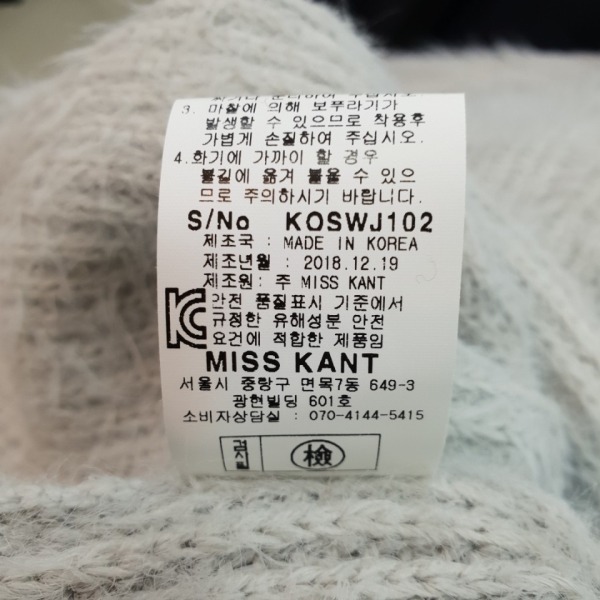 3. 마찰에 의해 보푸라기가
발생할 수 있으므로 착용후
가볍게 손질하여 주십시오.
4.화기에 가까이 할 경우
불길에 옮겨 붙을 수 있으
므로 주의하시기 바랍니다.
S/No KOSWJ102
제조국 : MADE IN KOREA
제조년월 : 2018.12.19
제조원 : 주 MISS KANT
안전 품질표시 기준에서
규정한 유해성분 안전
요건에 적합한 제품임
MISS KANT
서울시 중랑구 면목7동 649-3
광현빌딩 601호
소비자상담실 : 070-4144-5415
검사필 檢